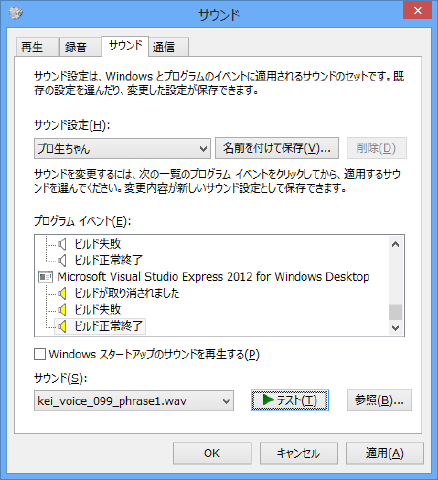 サウンド
再生
録音
サウンド
通信
サウンド設定は、Windows とプログラムのイベントに適用されるサウンドのセットです。既
存の設定を選んだり、変更した設定が保存できます。
サウンド設定(H):
プロ生ちゃん
名前を付けて保存(V)...
削除(D)
サウンドを変更するには、次の一覧のプログラム イベントをクリックしてから、適用するサウ
ンドを選んでください。変更内容が新しいサウンド設定として保存できます。
プログラム イベント(E):
ビルド失敗
ビルド正常終了
Microsoft Visual Studio Express 2012 for Windows Desktop
ビルドが取り消されました
ビルド失敗
ビルド正常終了
Windows スタートアップのサウンドを再生する(P)
サウンド(S):
kei_voice_099_phrase1.wav
テスト(T)
参照(B)...
OK
キャンセル
適用(A)